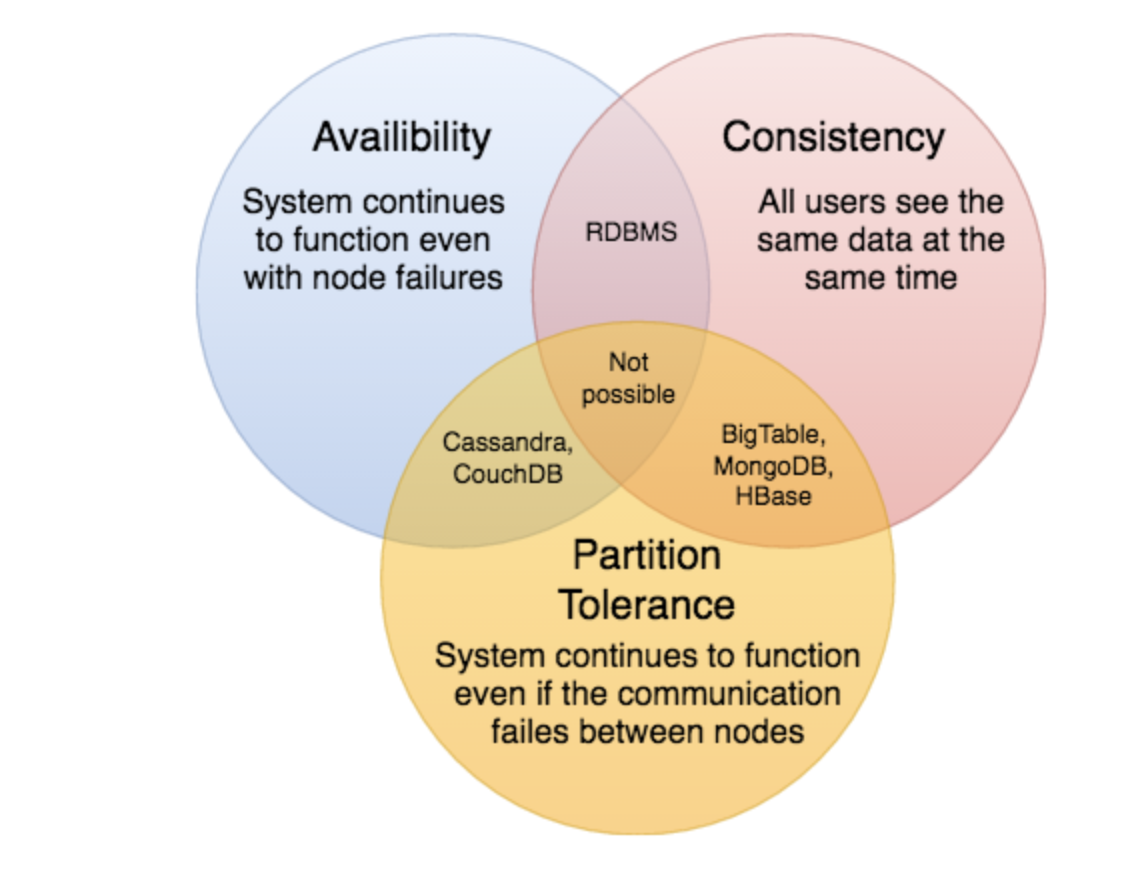 Availibility
System continues
to function even
with node failures
Consistency
All users see the
same data at the
same time
RDBMS
Not
possible
Cassandra,
CouchDB
BigTable,
MongoDB,
HBase
Partition
Tolerance
System continues to function
even if the communication
failes between nodes